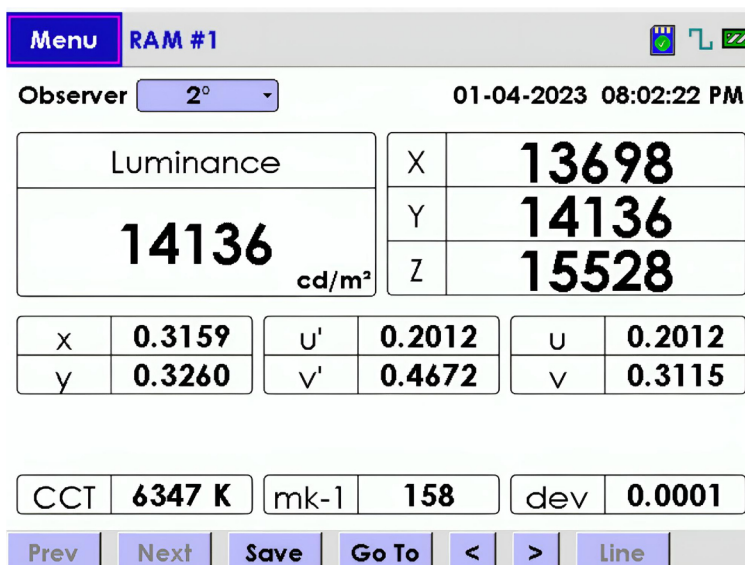 Menu RAM #1
Observer 2° 01-04-2023 08:02:22 PM
Luminance
14136
cd/m²
X 13698
Y 14136
Z 15528
x 0.3159 u' 0.2012 u 0.2012
y 0.3260 v' 0.4672 v 0.3115
CCT 6347 K mk-1 158 dev 0.0001
Prev Next Save Go To < > Line